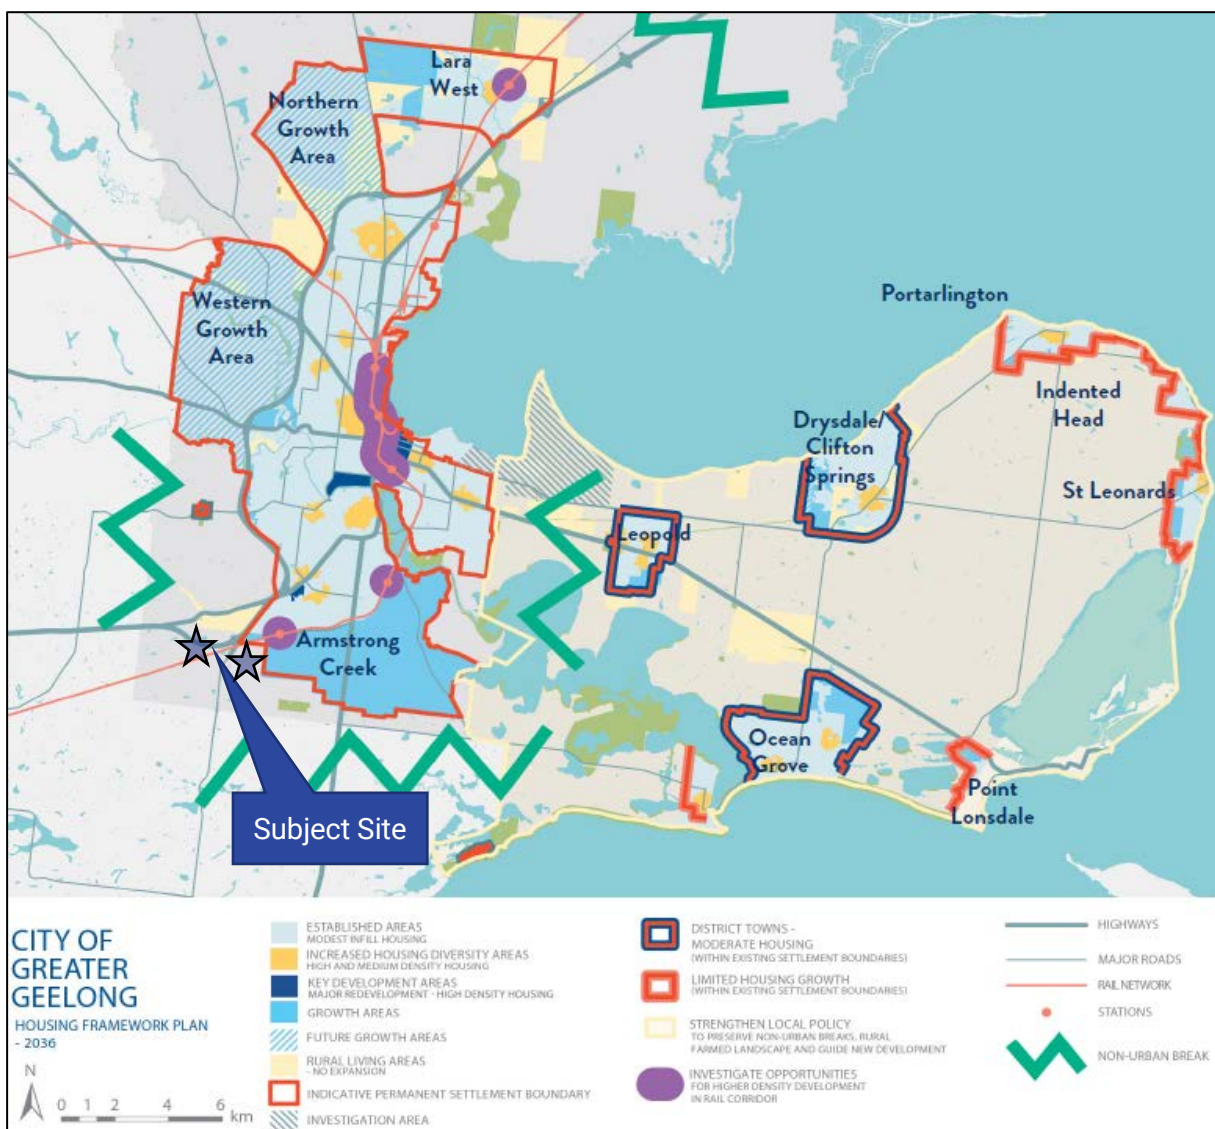 Lara
West
Northern
Growth
Area
Western
Growth
Area
Portarlington
Indented
Head
Drysdale/
Clifton
Springs
St Leonards
Leopold
Armstrong
Creek
Ocean
Grove
Point
Lonsdale
Subject Site
CITY OF
GREATER
GEELONG
HOUSING FRAMEWORK PLAN
- 2036
N
0 1 2 4 6 km
ESTABLISHED AREAS
MODEST INFILL HOUSING
INCREASED HOUSING DIVERSITY AREAS
HIGH AND MEDIUM DENSITY HOUSING
KEY DEVELOPMENT AREAS
MAJOR REDEVELOPMENT - HIGH DENSITY HOUSING
GROWTH AREAS
FUTURE GROWTH AREAS
RURAL LIVING AREAS
- NO EXPANSION
INDICATIVE PERMANENT SETTLEMENT BOUNDARY
INVESTIGATION AREA
DISTRICT TOWNS -
MODERATE HOUSING
(WITHIN EXISTING SETTLEMENT BOUNDARIES)
LIMITED HOUSING GROWTH
(WITHIN EXISTING SETTLEMENT BOUNDARIES)
STRENGTHEN LOCAL POLICY
TO PRESERVE NON-URBAN BREAKS, RURAL
FARMED LANDSCAPE AND GUIDE NEW DEVELOPMENT
INVESTIGATE OPPORTUNITIES
FOR HIGHER DENSITY DEVELOPMENT
IN RAIL CORRIDOR
HIGHWAYS
MAJOR ROADS
RAIL NETWORK
STATIONS
NON-URBAN BREAK